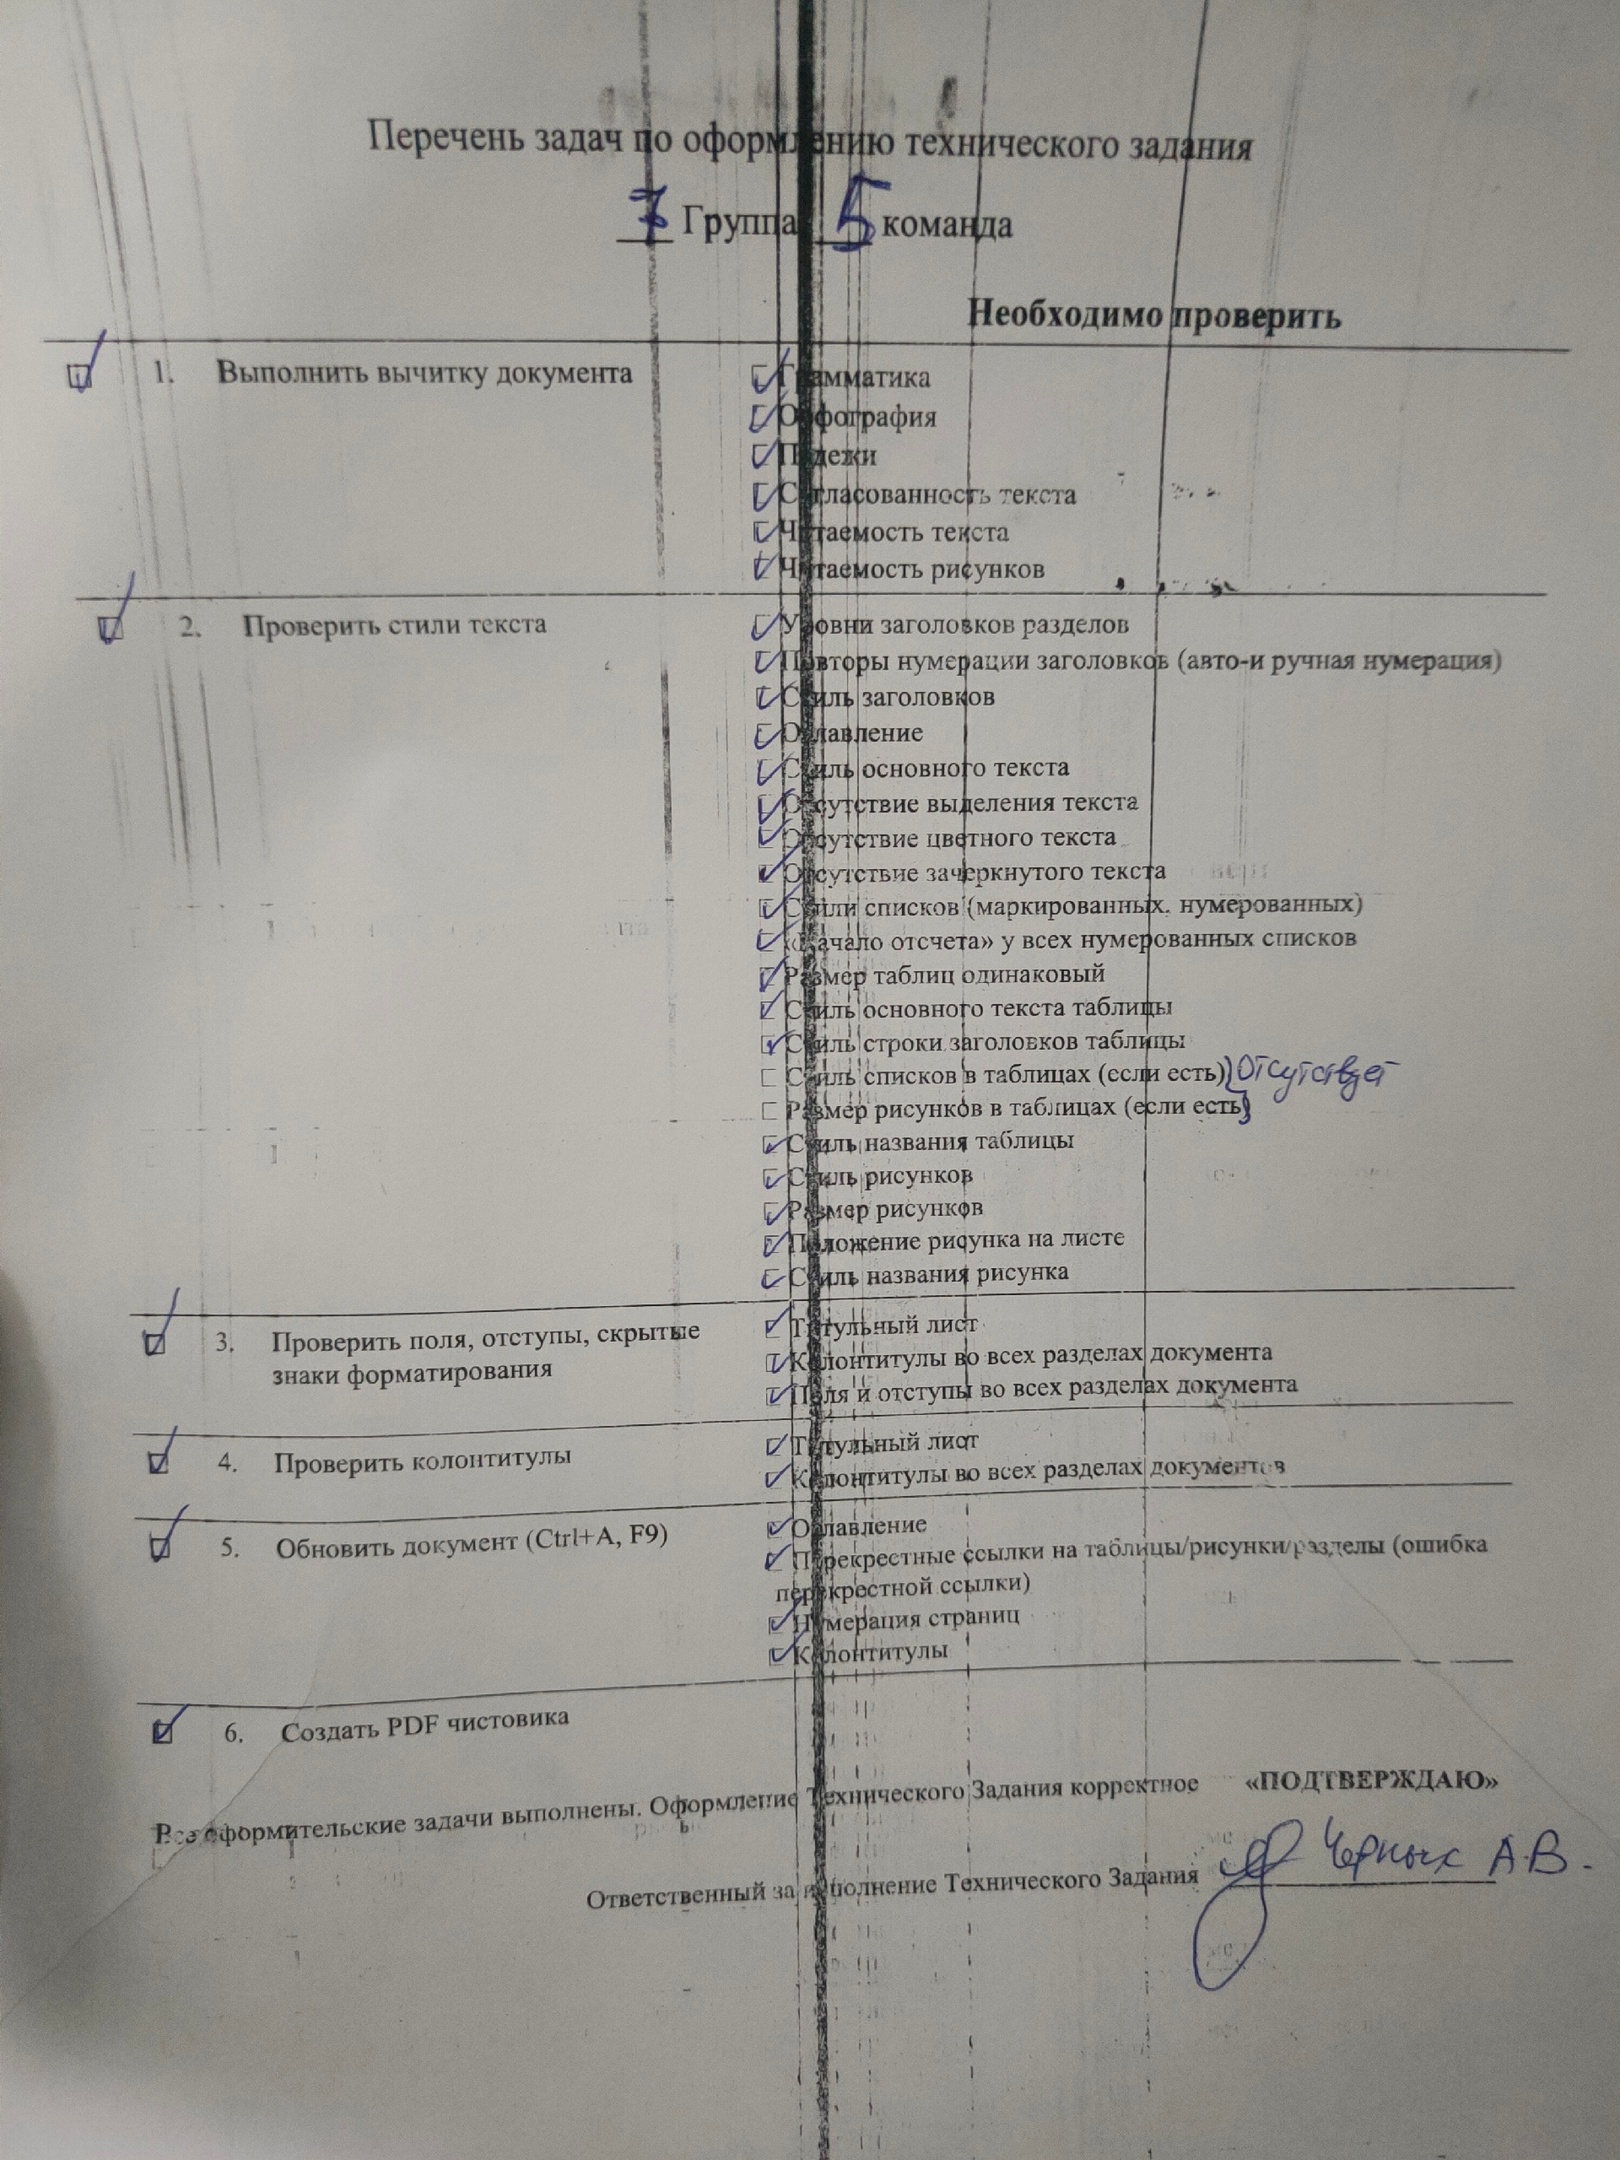 Перечень задач по оформлению технического задания
7 Группа 5 команда
Необходимо проверить
1. Выполнить вычитку документа
Грамматика
Орфография
Падежи
Согласованность текста
Читаемость текста
Читаемость рисунков
2. Проверить стили текста
Уровни заголовков разделов
Повторы нумерации заголовков (авто-и ручная нумерация)
Стиль заголовков
Оглавление
Стиль основного текста
Отсутствие выделения текста
Отсутствие цветного текста
Отсутствие зачеркнутого текста
Стили списков (маркированных, нумерованных)
«Начало отсчета» у всех нумерованных списков
Размер таблиц одинаковый
Стиль основного текста таблицы
Стиль строки заголовков таблицы
Стиль списков в таблицах (если есть) отсутствует
Размер рисунков в таблицах (если есть)
Стиль названия таблицы
Стиль рисунков
Размер рисунков
Положение рисунка на листе
Стиль названия рисунка
3. Проверить поля, отступы, скрытые
знаки форматирования
Титульный лист
Колонтитулы во всех разделах документа
Поля и отступы во всех разделах документа
4. Проверить колонтитулы
Титульный лист
Колонтитулы во всех разделах документов
5. Обновить документ (Ctrl+A, F9)
Оглавление
Перекрестные ссылки на таблицы/рисунки/разделы (ошибка
перекрестной ссылки)
Нумерация страниц
Колонтитулы
6. Создать PDF чистовика
Все оформительские задачи выполнены. Оформление Технического Задания корректное «ПОДТВЕРЖДАЮ»
Ответственный за исполнение Технического Задания Черных А.В.